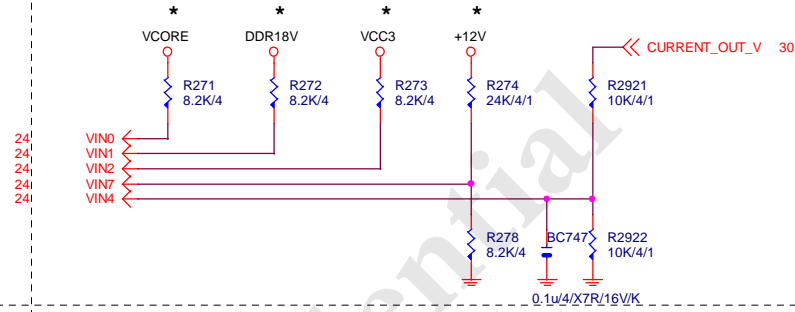 * * * *
VCORE DDR18V VCC3 +12V
CURRENT_OUT_V 30
R271 R272 R273 R274 R2921
8.2K/4 8.2K/4 8.2K/4 24K/4/1 10K/4/1
24 VIN0
24 VIN1
24 VIN2
24 VIN7
24 VIN4
R278 BC747 R2922
8.2K/4 10K/4/1
0.1u/4/X7R/16V/K
ential